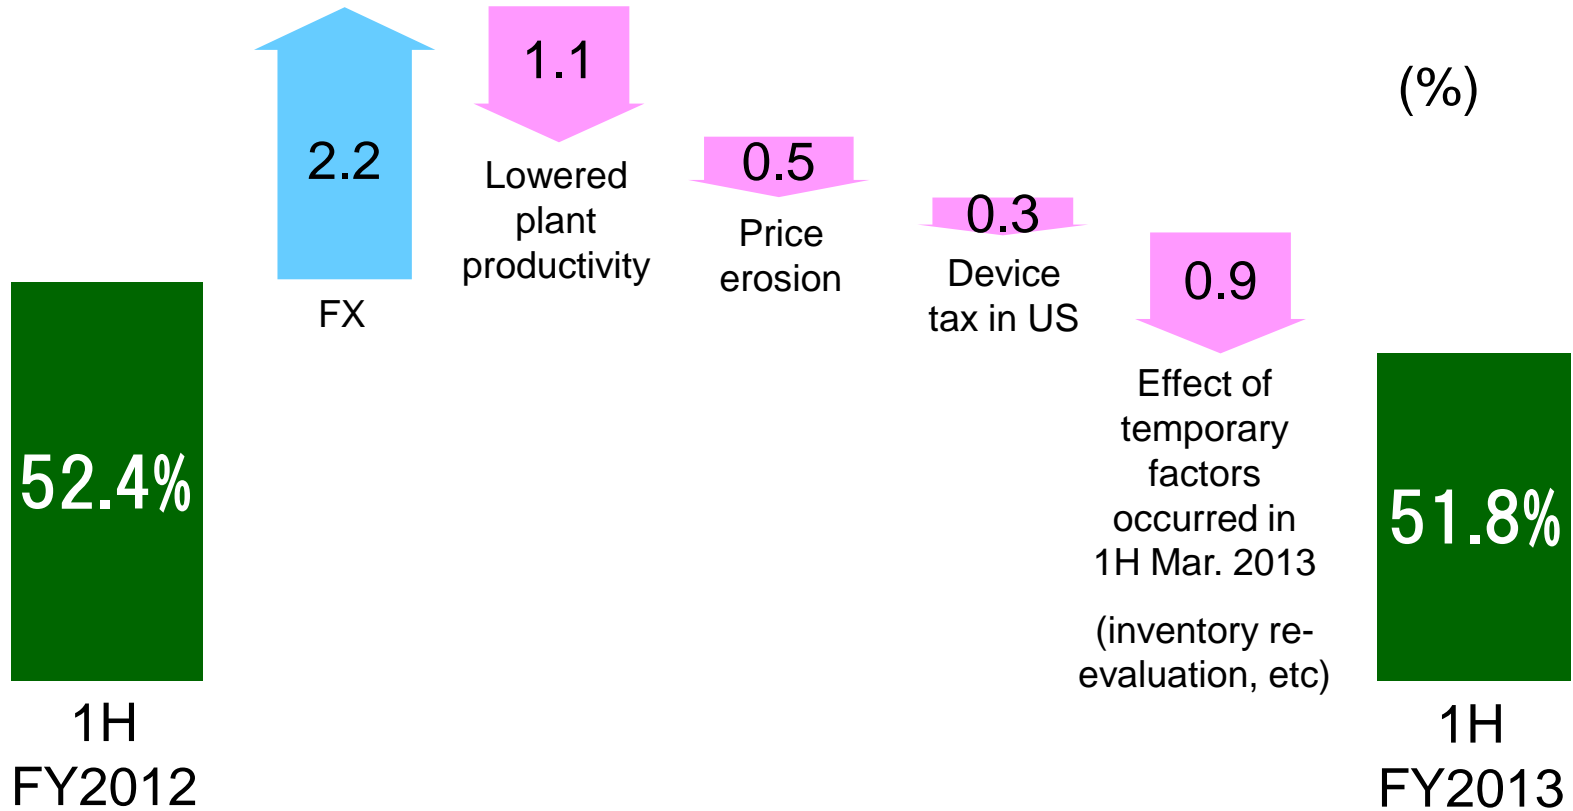 (%)
52.4%
1H
FY2012
2.2
FX
1.1
Lowered
plant
productivity
0.5
Price
erosion
0.3
Device
tax in US
0.9
Effect of
temporary
factors
occurred in
1H Mar. 2013
(inventory re-
evaluation, etc)
51.8%
1H
FY2013